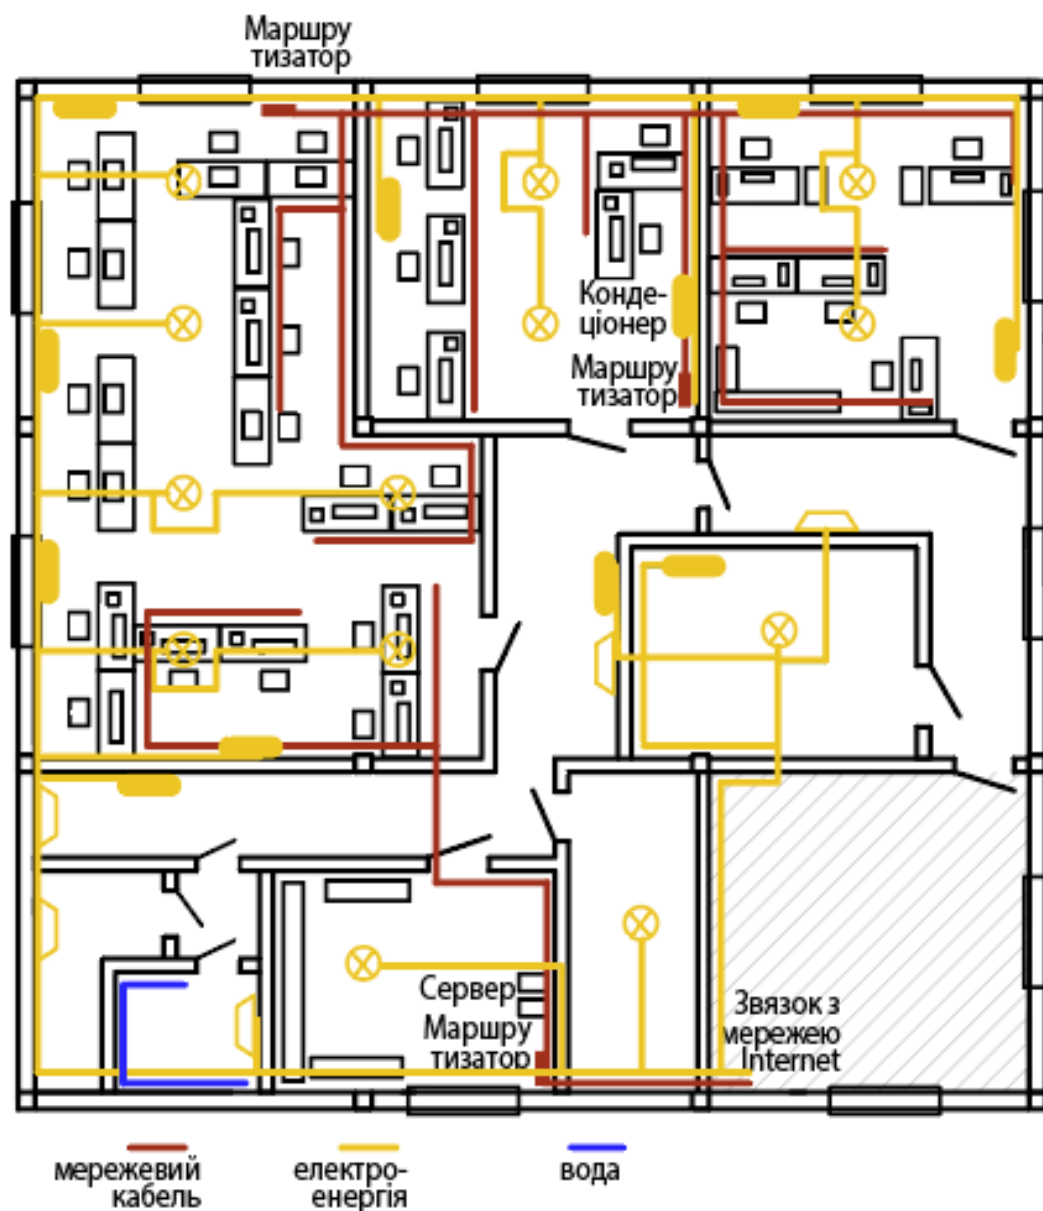 Маршру
тизатор
Конде-
ціонер
Маршру
тизатор
Сервер
Маршру
тизатор
Звязок з
мережею
Internet
мережевий
кабель
електро-
енергія
вода